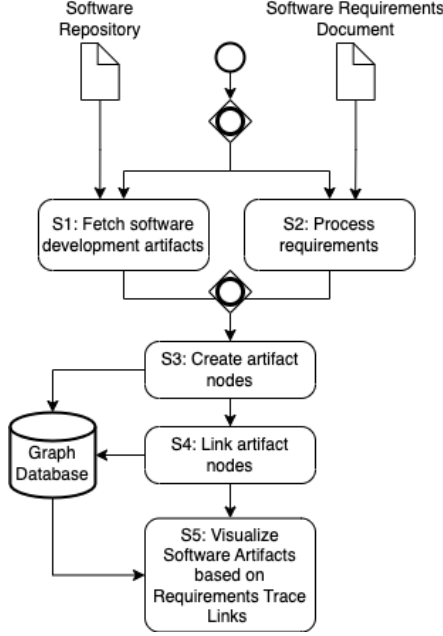 Software
Repository
Software Requirements
Document
S1: Fetch software
development artifacts
S2: Process
requirements
S3: Create artifact
nodes
Graph
Database
S4: Link artifact
nodes
S5: Visualize
Software Artifacts
based on
Requirements Trace
Links